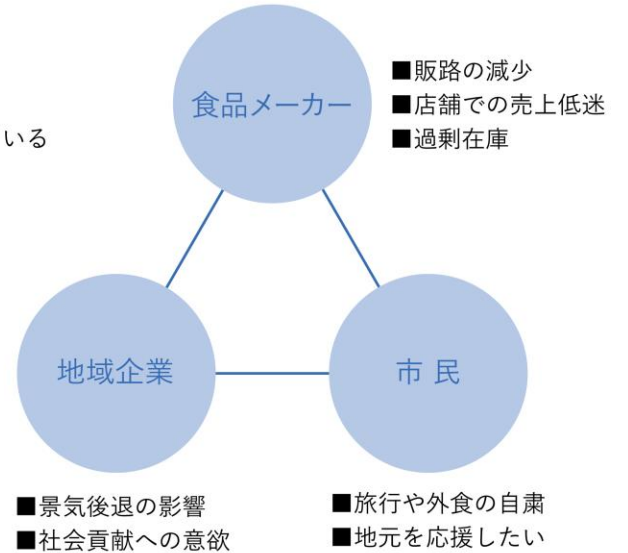 食品メーカー
■販路の減少
■店舗での売上低迷
■過剰在庫
いる
地域企業
市 民
■景気後退の影響
■社会貢献への意欲
■旅行や外食の自粛
■地元を応援したい